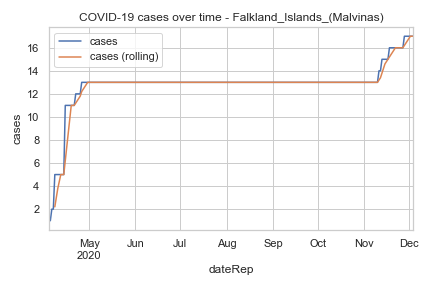 COVID-19 cases over time - Falkland_Islands_(Malvinas)
cases
cases (rolling)
16
14
12
10
8
6
4
2
cases
May Jun Jul Aug Sep Oct Nov Dec
2020
dateRep